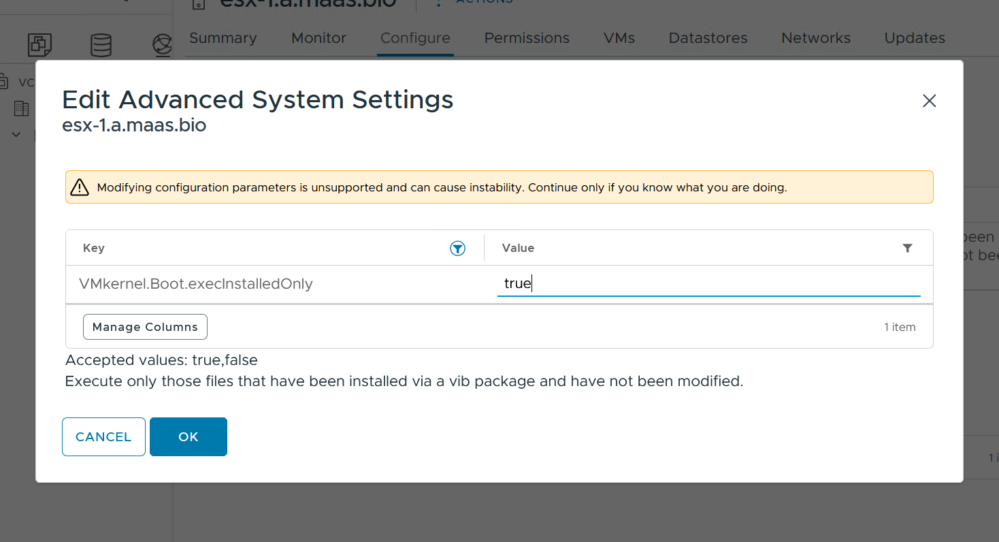 esx-1.a.maas.bio
ACTIONS
Summary Monitor Configure Permissions VMs Datastores Networks Updates
vc
Edit Advanced System Settings
esx-1.a.maas.bio
Modifying configuration parameters is unsupported and can cause instability. Continue only if you know what you are doing.
Key Value
VMkernel.Boot.execInstalledOnly true
Manage Columns 1 item
Accepted values: true,false
Execute only those files that have been installed via a vib package and have not been modified.
CANCEL OK
been